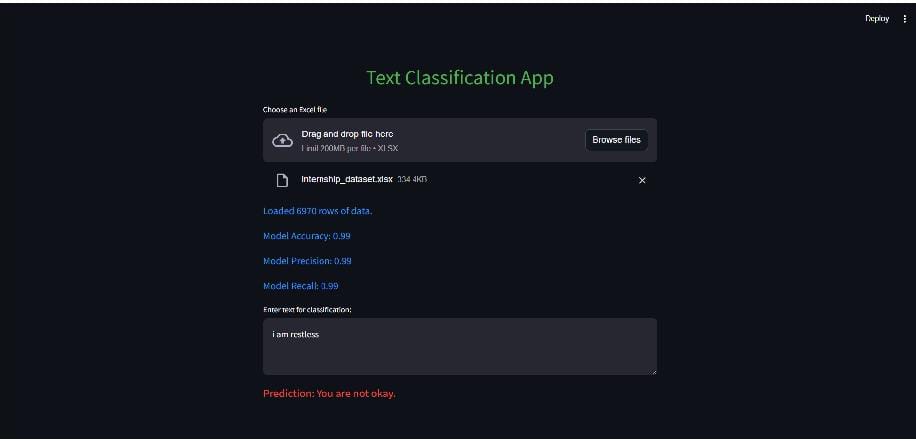 Deploy
Text Classification App
Choose an Excel file
Drag and drop file here
Limit 200MB per file • XLSX
Browse files
internship_dataset.xlsx 334.4KB
Loaded 6970 rows of data.
Model Accuracy: 0.99
Model Precision: 0.99
Model Recall: 0.99
Enter text for classification:
i am restless
Prediction: You are not okay.